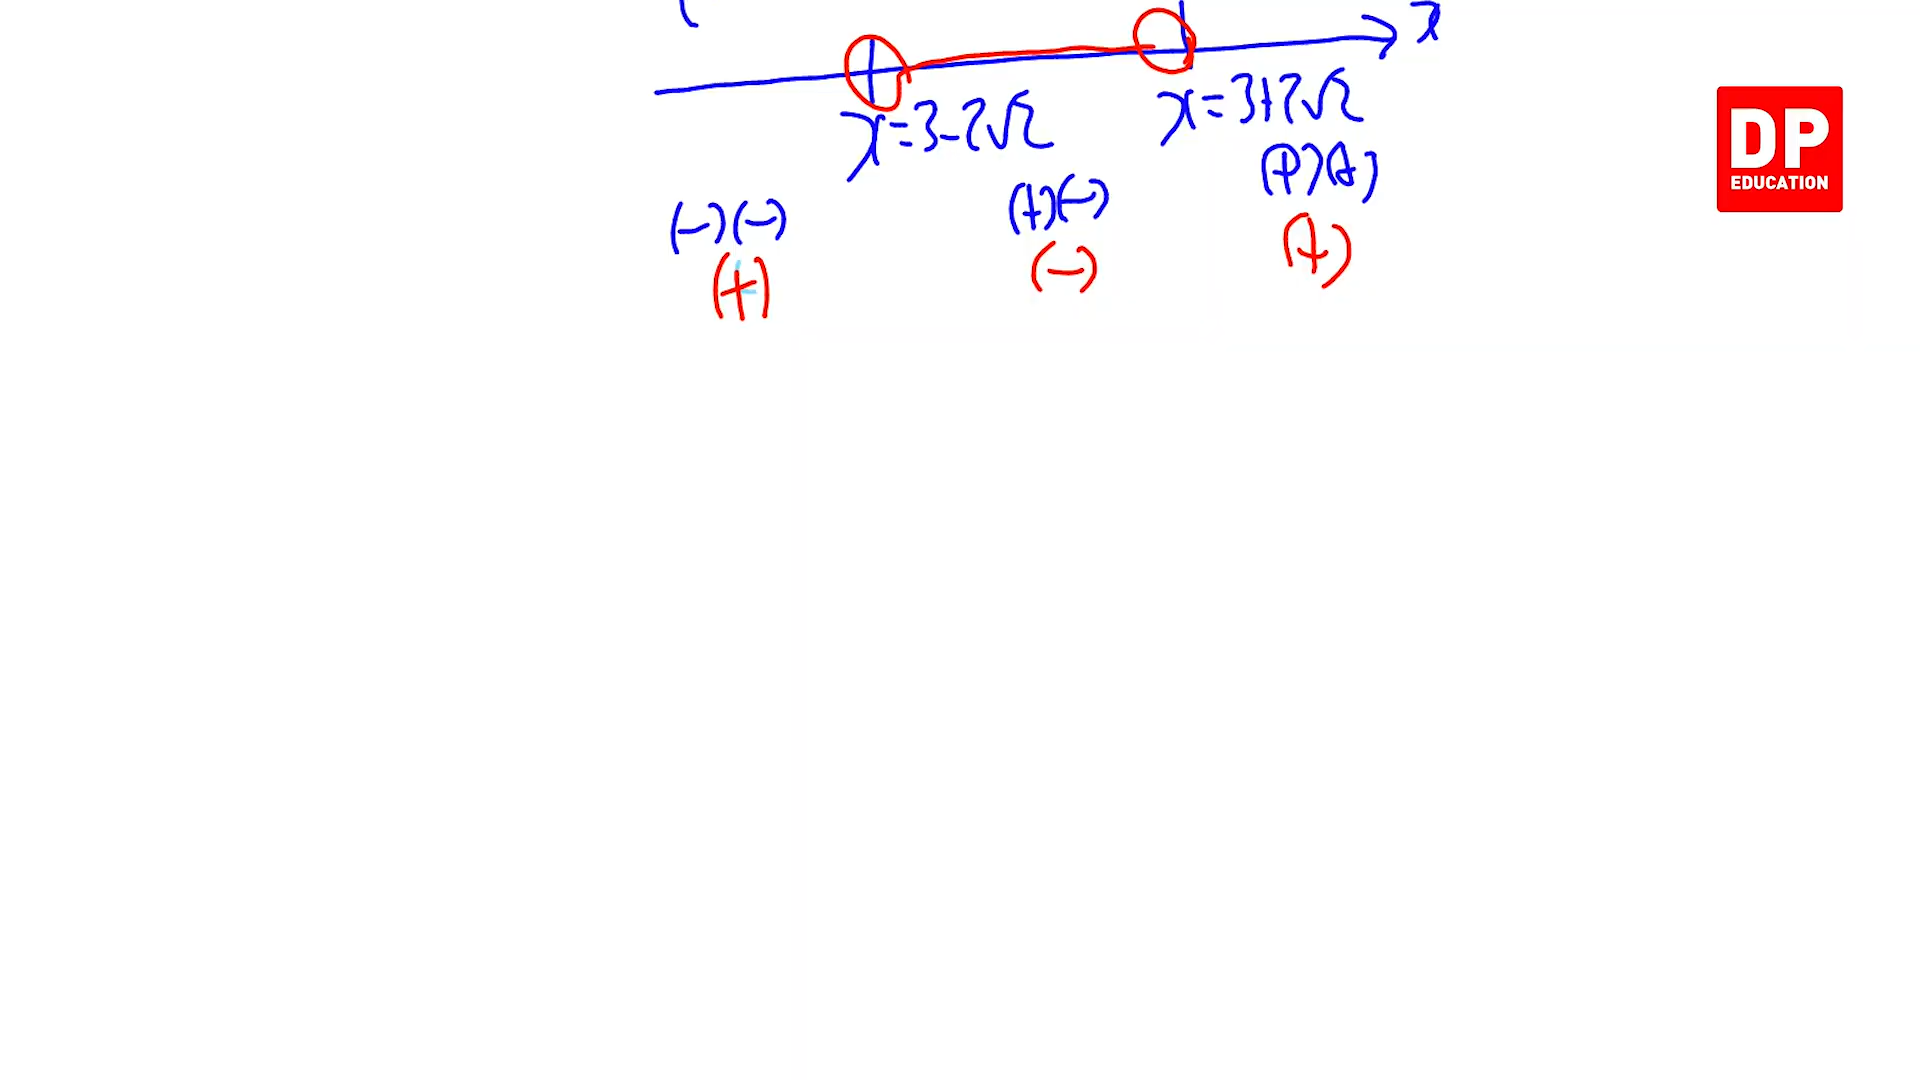 x
x=3-2√2
x=3+2√2
(-)(-)
(+)(-)
(+)(+)
(+)
(-)
(+)
DP
EDUCATION